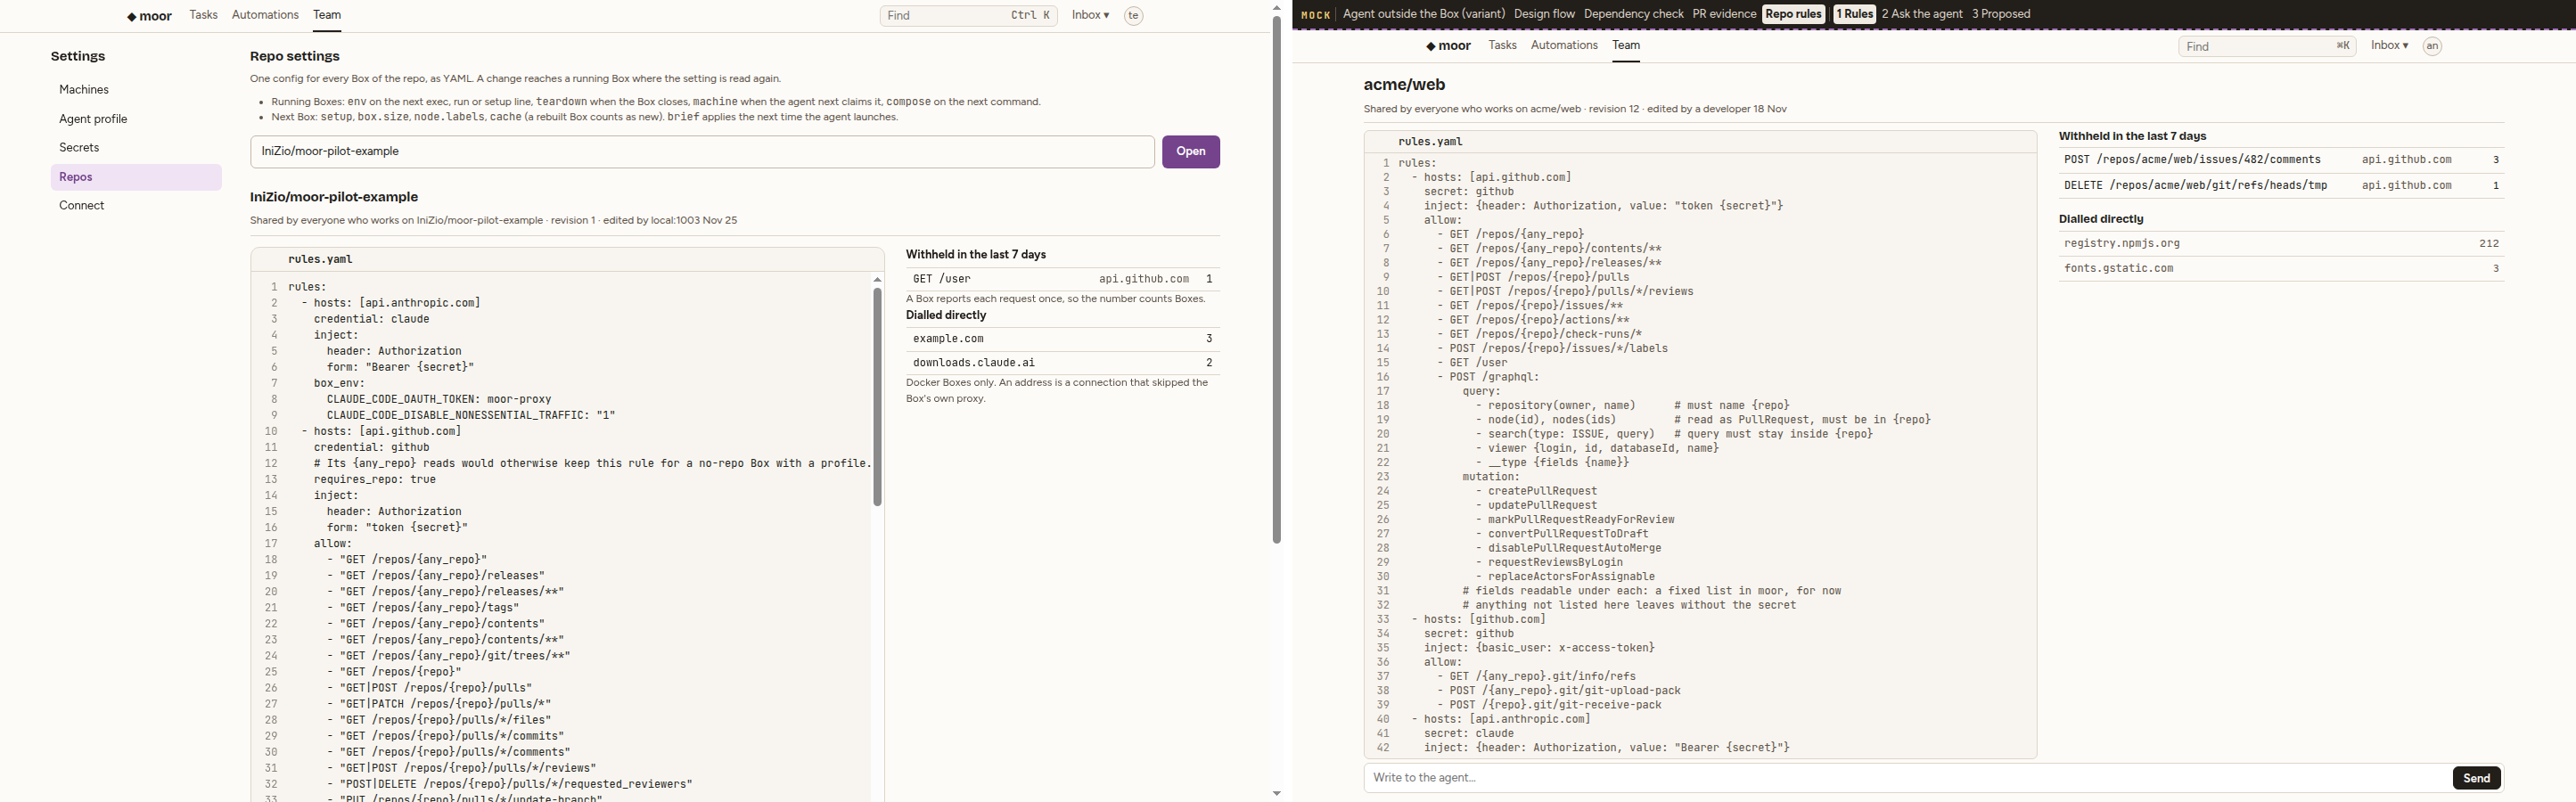 ◆ moor Tasks Automations Team Find Ctrl K Inbox ▾ te
Settings
Machines
Agent profile
Secrets
Repos
Connect
Repo settings
One config for every Box of the repo, as YAML. A change reaches a running Box where the setting is read again.
• Running Boxes: env on the next exec, run or setup line, teardown when the Box closes, machine when the agent next claims it, compose on the next command.
• Next Box: setup, box.size, node.labels, cache (a rebuilt Box counts as new). brief applies the next time the agent launches.
IniZio/moor-pilot-example Open
IniZio/moor-pilot-example
Shared by everyone who works on IniZio/moor-pilot-example · revision 1 · edited by local:1003 Nov 25
rules.yaml
1 rules:
2 - hosts: [api.anthropic.com]
3 credential: claude
4 inject:
5 header: Authorization
6 form: "Bearer {secret}"
7 box_env:
8 CLAUDE_CODE_OAUTH_TOKEN: moor-proxy
9 CLAUDE_CODE_DISABLE_NONESSENTIAL_TRAFFIC: "1"
10 - hosts: [api.github.com]
11 credential: github
12 # Its {any_repo} reads would otherwise keep this rule for a no-repo Box with a profile.
13 requires_repo: true
14 inject:
15 header: Authorization
16 form: "token {secret}"
17 allow:
18 - "GET /repos/{any_repo}"
19 - "GET /repos/{any_repo}/releases"
20 - "GET /repos/{any_repo}/releases/**"
21 - "GET /repos/{any_repo}/tags"
22 - "GET /repos/{any_repo}/contents"
23 - "GET /repos/{any_repo}/contents/**"
24 - "GET /repos/{any_repo}/git/trees/**"
25 - "GET /repos/{repo}"
26 - "GET|POST /repos/{repo}/pulls"
27 - "GET|PATCH /repos/{repo}/pulls/*"
28 - "GET /repos/{repo}/pulls/*/files"
29 - "GET /repos/{repo}/pulls/*/commits"
30 - "GET /repos/{repo}/pulls/*/comments"
31 - "GET|POST /repos/{repo}/pulls/*/reviews"
32 - "POST|DELETE /repos/{repo}/pulls/*/requested_reviewers"
33 - "PUT /repos/{repo}/pulls/*/update-branch"
Withheld in the last 7 days
GET /user api.github.com 1
A Box reports each request once, so the number counts Boxes.
Dialled directly
example.com 3
downloads.claude.ai 2
Docker Boxes only. An address is a connection that skipped the
Box's own proxy.
MOCK Agent outside the Box (variant) Design flow Dependency check PR evidence Repo rules 1 Rules 2 Ask the agent 3 Proposed
◆ moor Tasks Automations Team Find ⌘K Inbox ▾ an
acme/web
Shared by everyone who works on acme/web · revision 12 · edited by a developer 18 Nov
rules.yaml
1 rules:
2 - hosts: [api.github.com]
3 secret: github
4 inject: {header: Authorization, value: "token {secret}"}
5 allow:
6 - GET /repos/{any_repo}
7 - GET /repos/{any_repo}/contents/**
8 - GET /repos/{any_repo}/releases/**
9 - GET|POST /repos/{repo}/pulls
10 - GET|POST /repos/{repo}/pulls/*/reviews
11 - GET /repos/{repo}/issues/**
12 - GET /repos/{repo}/actions/**
13 - GET /repos/{repo}/check-runs/*
14 - POST /repos/{repo}/issues/*/labels
15 - GET /user
16 - POST /graphql:
17 query:
18 - repository(owner, name) # must name {repo}
19 - node(id), nodes(ids) # read as PullRequest, must be in {repo}
20 - search(type: ISSUE, query) # query must stay inside {repo}
21 - viewer {login, id, databaseId, name}
22 - __type {fields {name}}
23 mutation:
24 - createPullRequest
25 - updatePullRequest
26 - markPullRequestReadyForReview
27 - convertPullRequestToDraft
28 - disablePullRequestAutoMerge
29 - requestReviewsByLogin
30 - replaceActorsForAssignable
31 # fields readable under each: a fixed list in moor, for now
32 # anything not listed here leaves without the secret
33 - hosts: [github.com]
34 secret: github
35 inject: {basic_user: x-access-token}
36 allow:
37 - GET /{any_repo}.git/info/refs
38 - POST /{any_repo}.git/git-upload-pack
39 - POST /{repo}.git/git-receive-pack
40 - hosts: [api.anthropic.com]
41 secret: claude
42 inject: {header: Authorization, value: "Bearer {secret}"}
Withheld in the last 7 days
POST /repos/acme/web/issues/482/comments api.github.com 3
DELETE /repos/acme/web/git/refs/heads/tmp api.github.com 1
Dialled directly
registry.npmjs.org 212
fonts.gstatic.com 3
Write to the agent… Send